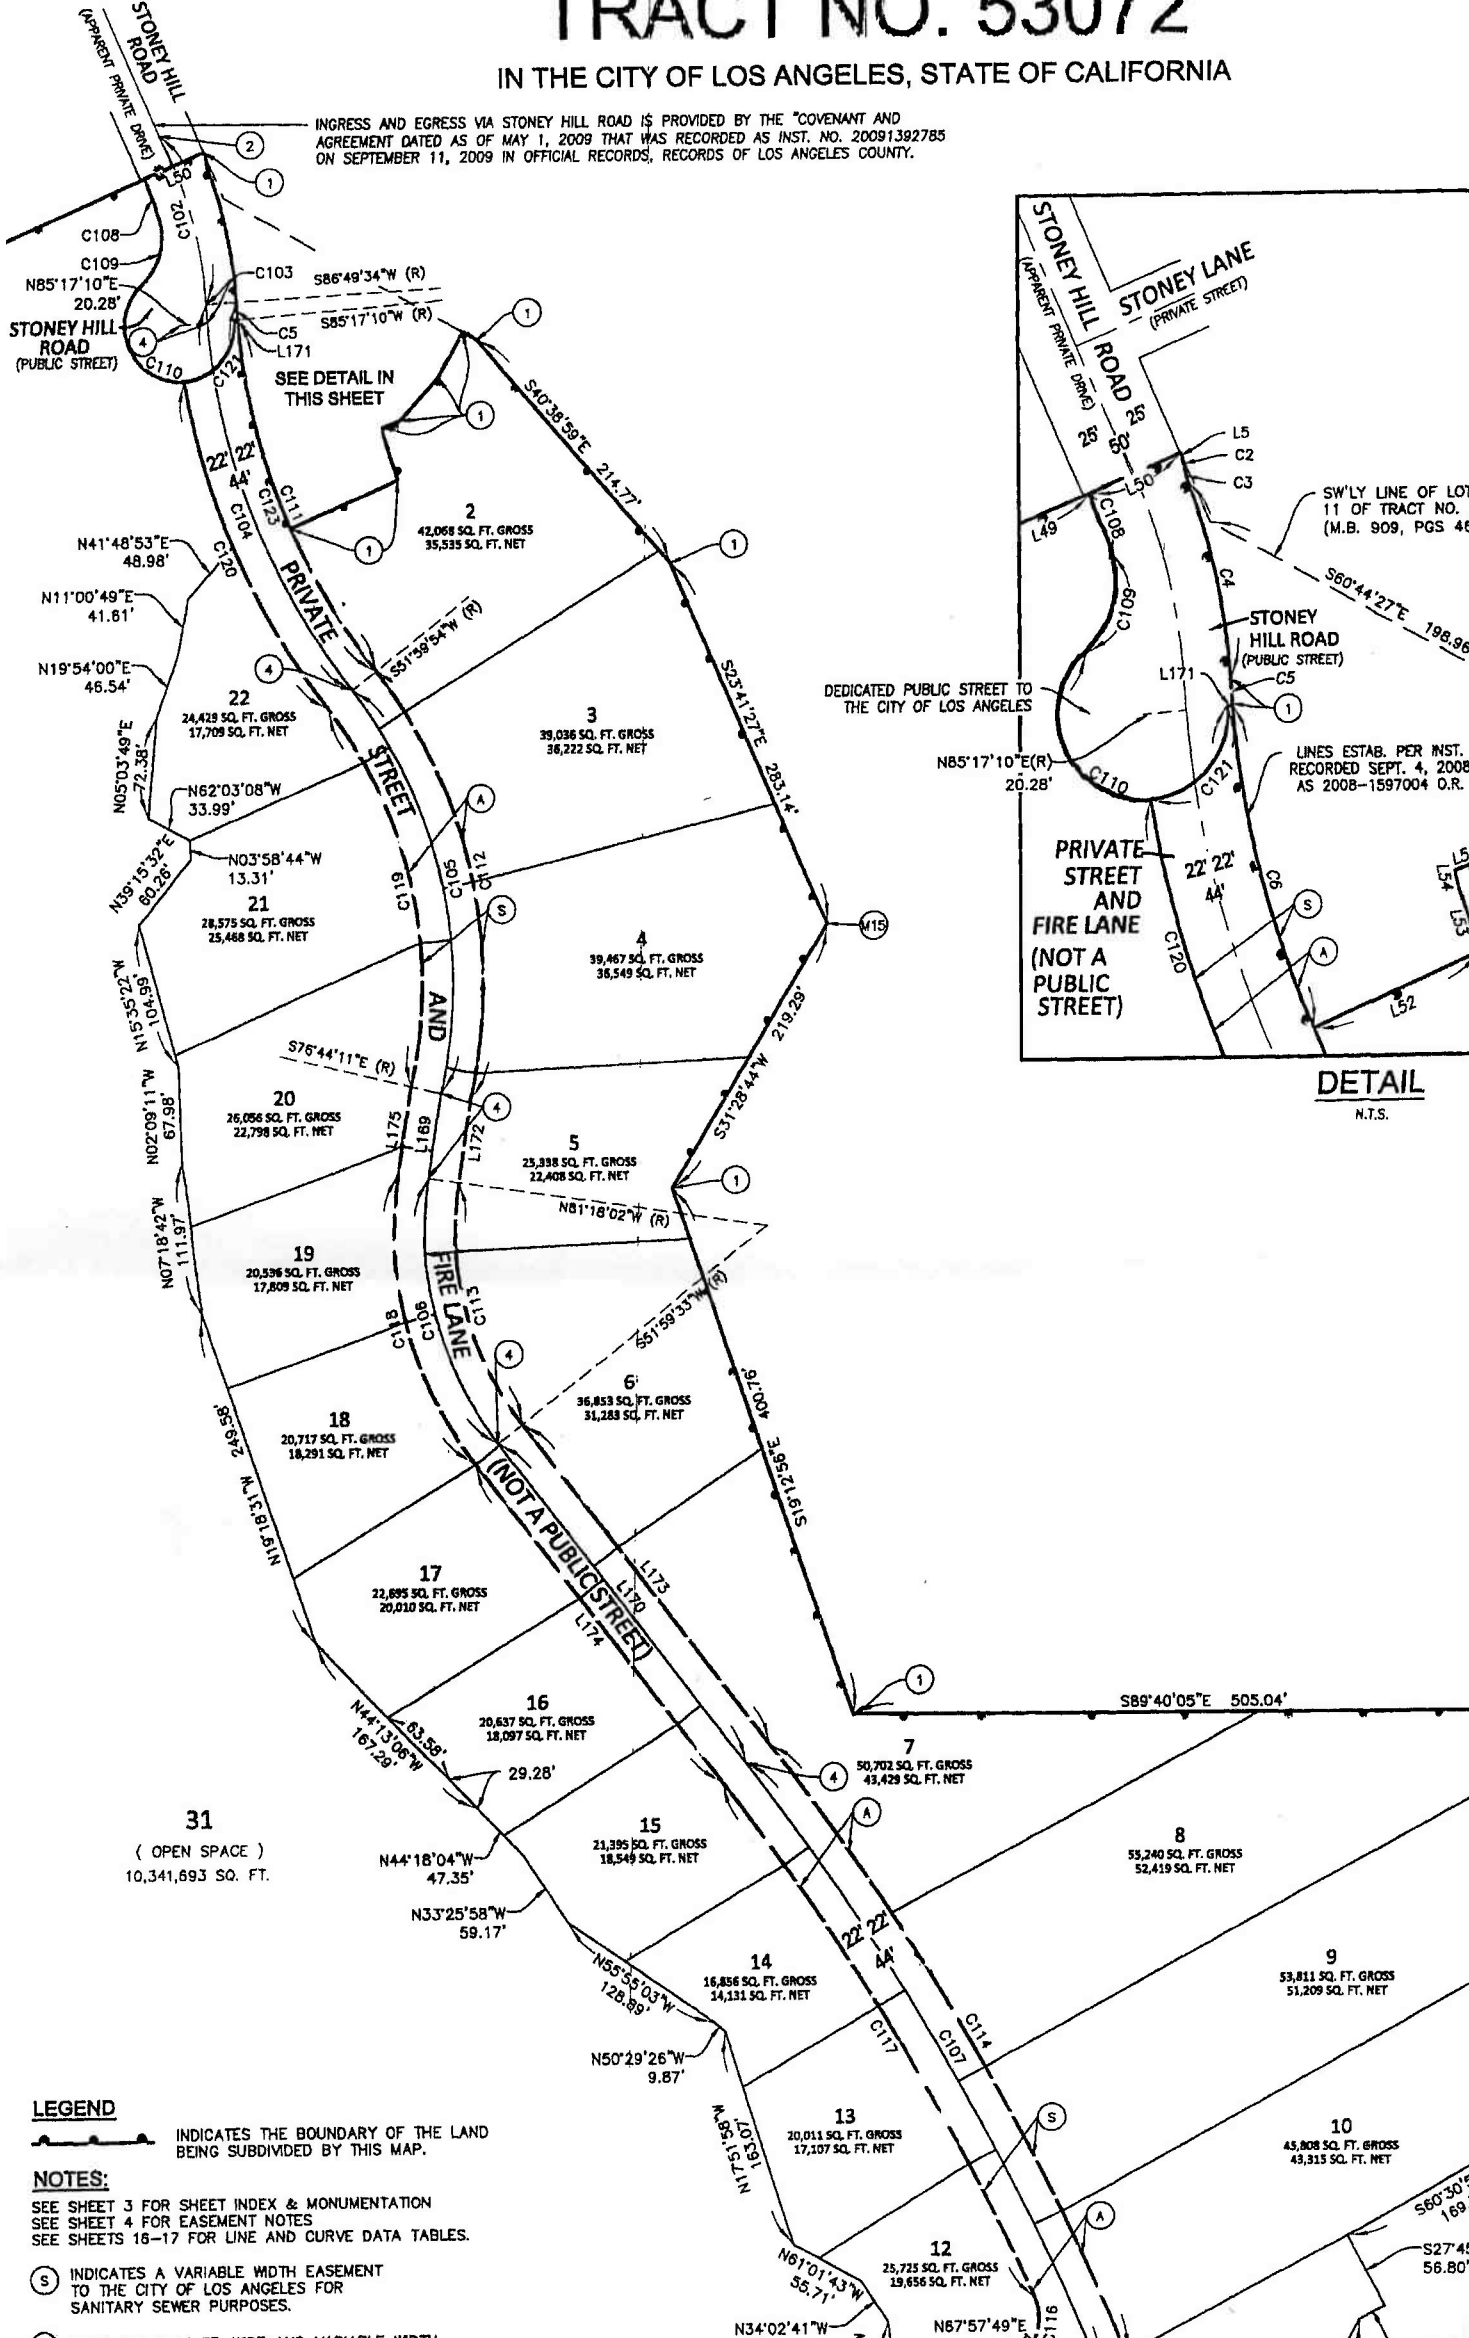 TRACT NO. 53072
IN THE CITY OF LOS ANGELES, STATE OF CALIFORNIA
STONEY HILL
ROAD
(APPARENT PRIVATE DRIVE)
INGRESS AND EGRESS VIA STONEY HILL ROAD IS PROVIDED BY THE "COVENANT AND
AGREEMENT DATED AS OF MAY 1, 2009 THAT WAS RECORDED AS INST. NO. 20091392785
ON SEPTEMBER 11, 2009 IN OFFICIAL RECORDS, RECORDS OF LOS ANGELES COUNTY.
2
L50
1
C102
C108
C109
N85°17'10"E
20.28'
C103
S86°49'34"W (R)
S85°17'10"W (R)
STONEY HILL
ROAD
(PUBLIC STREET)
4
C110
C121
C5
L171
1
SEE DETAIL IN
THIS SHEET
1
S40°38'59"E 214.77'
22' 22'
44'
C104
C123
C111
C120
1
2
42,068 SQ. FT. GROSS
35,535 SQ. FT. NET
1
N41°48'53"E
48.98'
N11°00'49"E
41.61'
N19°54'00"E
46.54'
PRIVATE
4
S51°59'54"W (R)
22
24,429 SQ. FT. GROSS
17,709 SQ. FT. NET
3
39,036 SQ. FT. GROSS
36,222 SQ. FT. NET
S23°41'27"E 283.14'
N05°03'49"E
72.38'
STREET
N62°03'08"W
33.99'
A
N39°15'32"E
60.26'
N03°58'44"W
13.31'
C119
C105
C112
21
28,575 SQ. FT. GROSS
25,468 SQ. FT. NET
S
M15
4
39,467 SQ. FT. GROSS
36,549 SQ. FT. NET
N15°35'22"W
104.99'
AND
S31°28'44"W 219.29'
S76°44'11"E (R)
20
26,056 SQ. FT. GROSS
22,798 SQ. FT. NET
N02°09'11"W
67.98'
4
L175
L169
L172
5
25,398 SQ. FT. GROSS
22,408 SQ. FT. NET
1
N81°18'02"W (R)
N07°18'42"W
111.97'
19
20,596 SQ. FT. GROSS
17,809 SQ. FT. NET
FIRE LANE
C118
C106
C113
S51°59'33"W (R)
4
6
36,853 SQ. FT. GROSS
31,283 SQ. FT. NET
18
20,717 SQ. FT. GROSS
18,291 SQ. FT. NET
N19°18'31"W 249.58'
S19°12'56"E 400.76'
(NOT A PUBLIC STREET)
17
22,695 SQ. FT. GROSS
20,010 SQ. FT. NET
L173
L170
L174
1
S89°40'05"E 505.04'
16
20,637 SQ. FT. GROSS
18,097 SQ. FT. NET
N44°13'06"W
167.29'
63.58'
29.28'
4
7
50,702 SQ. FT. GROSS
43,429 SQ. FT. NET
A
31
( OPEN SPACE )
10,341,693 SQ. FT.
15
21,395 SQ. FT. GROSS
18,549 SQ. FT. NET
8
55,240 SQ. FT. GROSS
52,419 SQ. FT. NET
N44°18'04"W
47.35'
N33°25'58"W
59.17'
22' 22'
44'
14
16,856 SQ. FT. GROSS
14,131 SQ. FT. NET
9
53,811 SQ. FT. GROSS
51,209 SQ. FT. NET
N55°55'03"W
128.89'
N50°29'26"W
9.87'
C117
C107
C114
13
20,011 SQ. FT. GROSS
17,107 SQ. FT. NET
S
10
45,808 SQ. FT. GROSS
43,315 SQ. FT. NET
N17°51'58"W
163.07'
A
12
25,725 SQ. FT. GROSS
19,656 SQ. FT. NET
N61°01'43"W
55.71'
N34°02'41"W
N67°57'49"E
C116
S60°30'
169.
S27°45
56.80'
STONEY HILL ROAD
(APPARENT PRIVATE DRIVE)
STONEY LANE
(PRIVATE STREET)
25' 25'
50'
L5
C2
C3
L50
L49
C108
SW'LY LINE OF LOT
11 OF TRACT NO.
(M.B. 909, PGS 46
C109
C4
S60°44'27"E 198.96
STONEY
HILL ROAD
(PUBLIC STREET)
L171
C5
1
DEDICATED PUBLIC STREET TO
THE CITY OF LOS ANGELES
N85°17'10"E(R)
20.28'
C110
C121
LINES ESTAB. PER INST.
RECORDED SEPT. 4, 2008
AS 2008-1597004 O.R.
PRIVATE
STREET
AND
FIRE LANE
(NOT A
PUBLIC
STREET)
22' 22'
44'
C6
S
A
C120
L54
L53
L52
DETAIL
N.T.S.
LEGEND
INDICATES THE BOUNDARY OF THE LAND
BEING SUBDIVIDED BY THIS MAP.
NOTES:
SEE SHEET 3 FOR SHEET INDEX & MONUMENTATION
SEE SHEET 4 FOR EASEMENT NOTES
SEE SHEETS 16-17 FOR LINE AND CURVE DATA TABLES.
S INDICATES A VARIABLE WIDTH EASEMENT
TO THE CITY OF LOS ANGELES FOR
SANITARY SEWER PURPOSES.